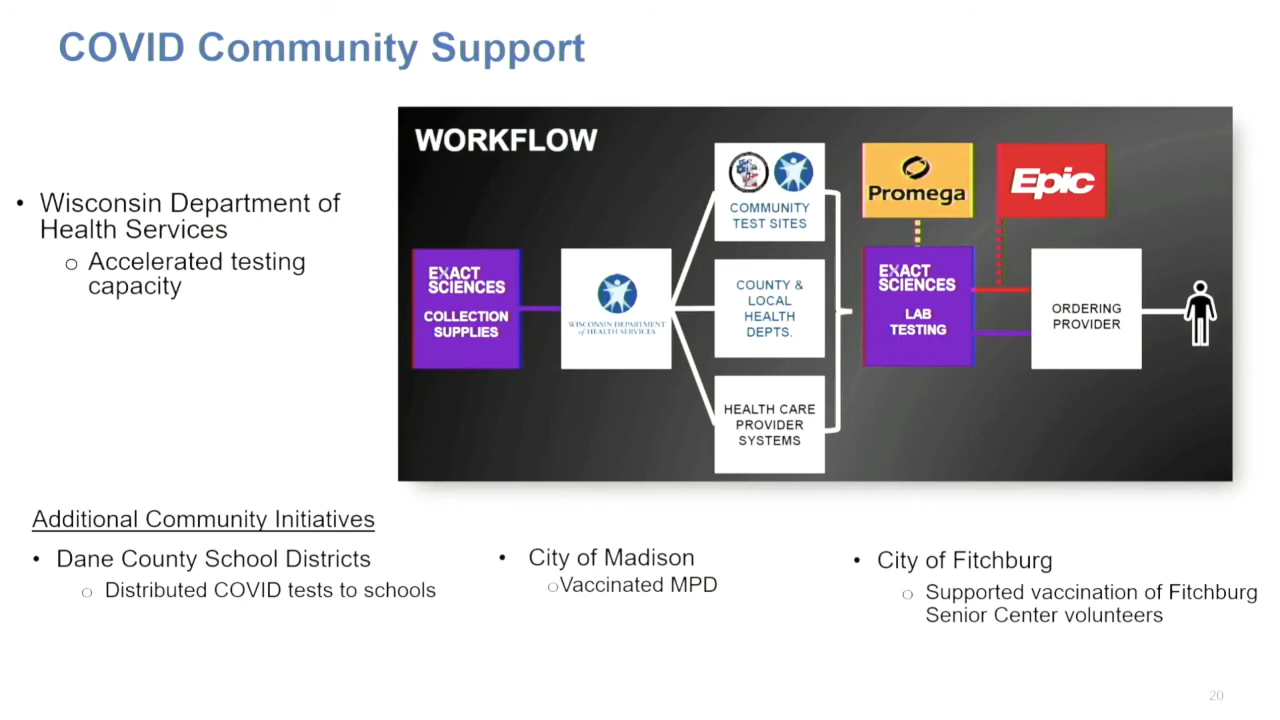 COVID Community Support
• Wisconsin Department of
Health Services
○ Accelerated testing
capacity
WORKFLOW
EXACT
SCIENCES
COLLECTION
SUPPLIES
WISCONSIN DEPARTMENT
of HEALTH SERVICES
COMMUNITY
TEST SITES
COUNTY &
LOCAL
HEALTH
DEPTS.
HEALTH CARE
PROVIDER
SYSTEMS
Promega
Epic
EXACT
SCIENCES
LAB
TESTING
ORDERING
PROVIDER
Additional Community Initiatives
• Dane County School Districts
○ Distributed COVID tests to schools
• City of Madison
○Vaccinated MPD
• City of Fitchburg
○ Supported vaccination of Fitchburg
Senior Center volunteers
20